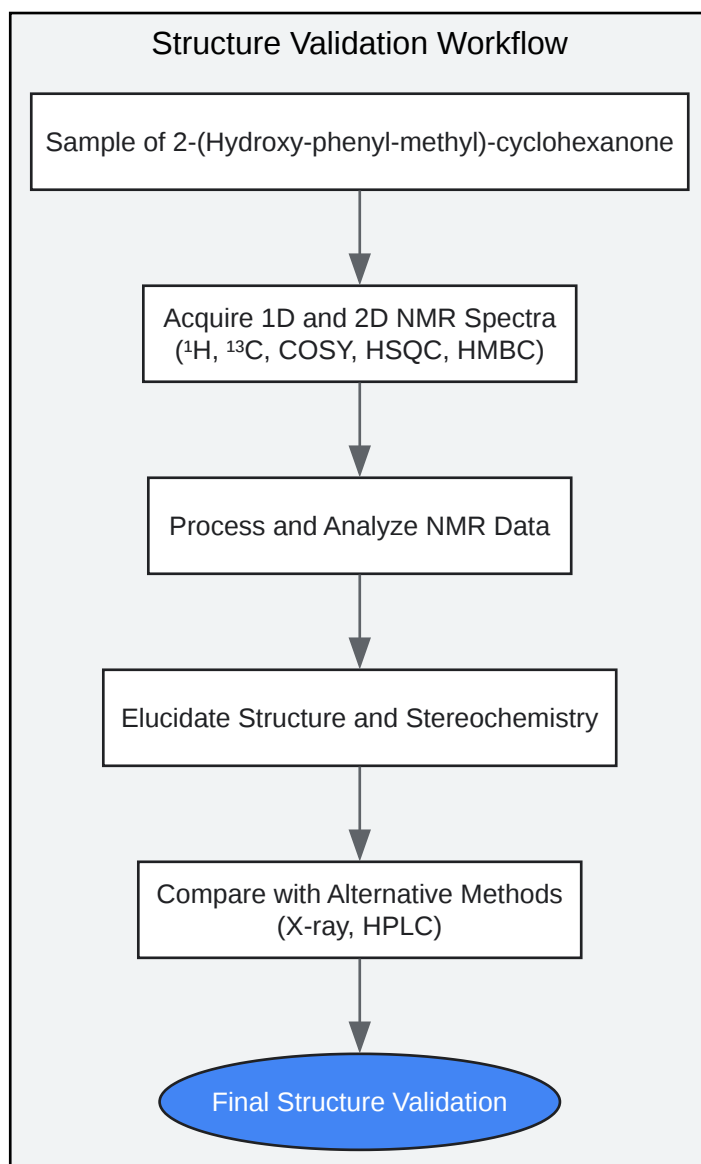 Structure Validation Workflow
Sample of 2-(Hydroxy-phenyl-methyl)-cyclohexanone
Acquire 1D and 2D NMR Spectra
(¹H, ¹³C, COSY, HSQC, HMBC)
Process and Analyze NMR Data
Elucidate Structure and Stereochemistry
Compare with Alternative Methods
(X-ray, HPLC)
Final Structure Validation